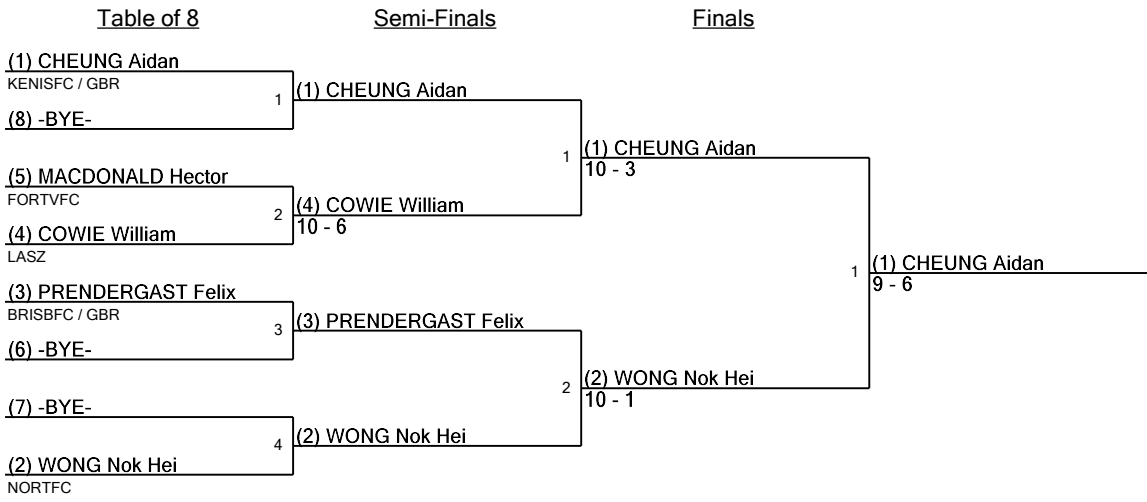 Table of 8
Semi-Finals
Finals
(1) CHEUNG Aidan
KENISFC / GBR
1
(8) -BYE-
(1) CHEUNG Aidan
(5) MACDONALD Hector
FORTVFC
2
(4) COWIE William
LASZ
(4) COWIE William
10 - 6
1
(1) CHEUNG Aidan
10 - 3
(3) PRENDERGAST Felix
BRISBFC / GBR
3
(6) -BYE-
(3) PRENDERGAST Felix
(7) -BYE-
4
(2) WONG Nok Hei
NORTFC
(2) WONG Nok Hei
2
(2) WONG Nok Hei
10 - 1
1
(1) CHEUNG Aidan
9 - 6